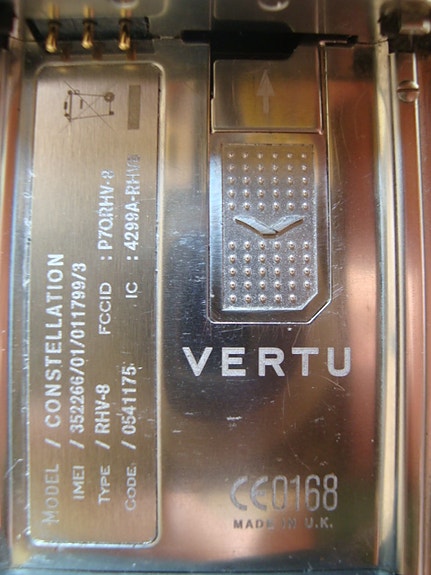 MODEL / CONSTELLATION
IMEI / 352266/01/011799/3
TYPE / RHV-8 FCCID : P7QRHV-8
CODE. / 0541175 IC : 4299A-RHV8
VERTU
CE0168
MADE IN U.K.